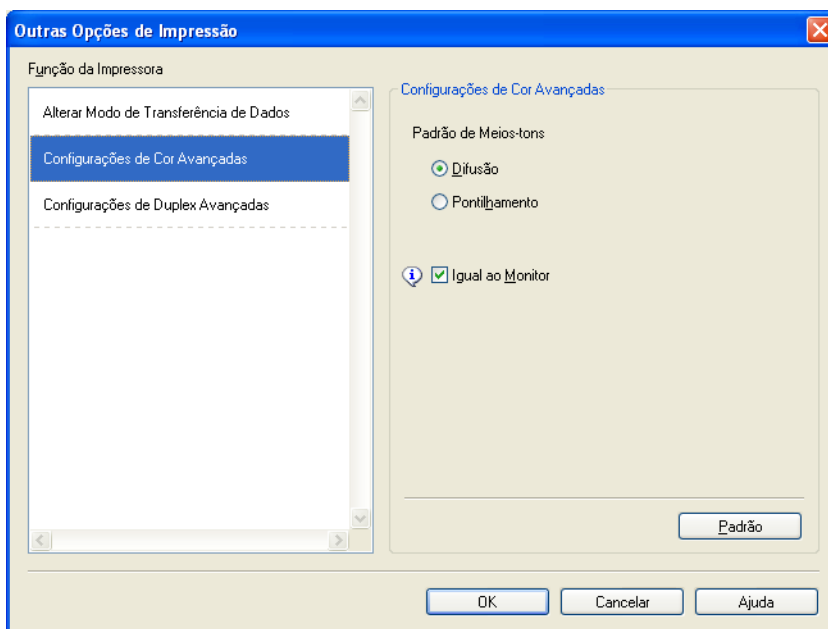 Outras Opções de Impressão
Função da Impressora
Alterar Modo de Transferência de Dados
Configurações de Cor Avançadas
Configurações de Duplex Avançadas
Configurações de Cor Avançadas
Padrão de Meios-tons
Difusão
Pontilhamento
Igual ao Monitor
Padrão
OK
Cancelar
Ajuda